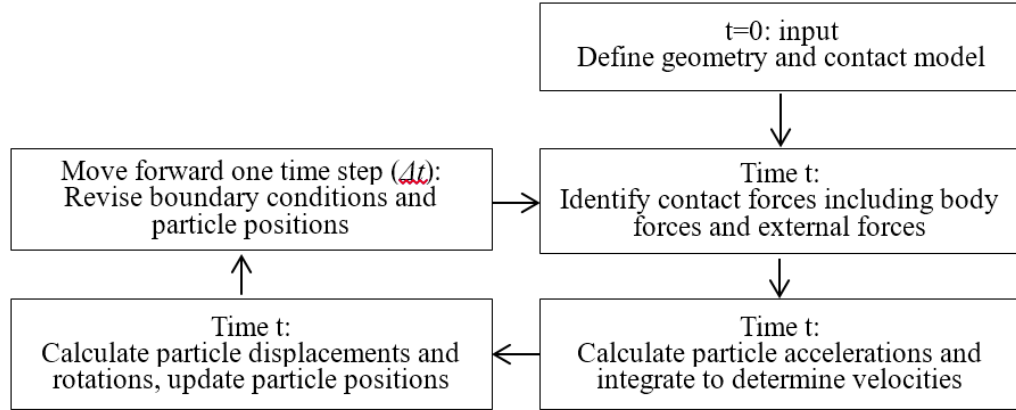 t=0: input
Define geometry and contact model
Move forward one time step (Δt):
Revise boundary conditions and
particle positions
Time t:
Identify contact forces including body
forces and external forces
Time t:
Calculate particle displacements and
rotations, update particle positions
Time t:
Calculate particle accelerations and
integrate to determine velocities